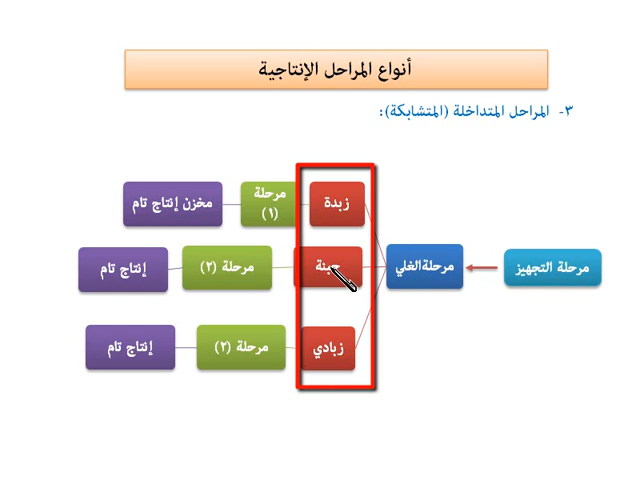 أنواع المراحل الإنتاجية
٣- المراحل المتداخلة (المتشابكة):
مرحلة التجهيز
مرحلة الغلي
زبدة
مرحلة
(١)
مخزن إنتاج تام
جبنة
مرحلة (٢)
إنتاج تام
زبادي
مرحلة (٢)
إنتاج تام